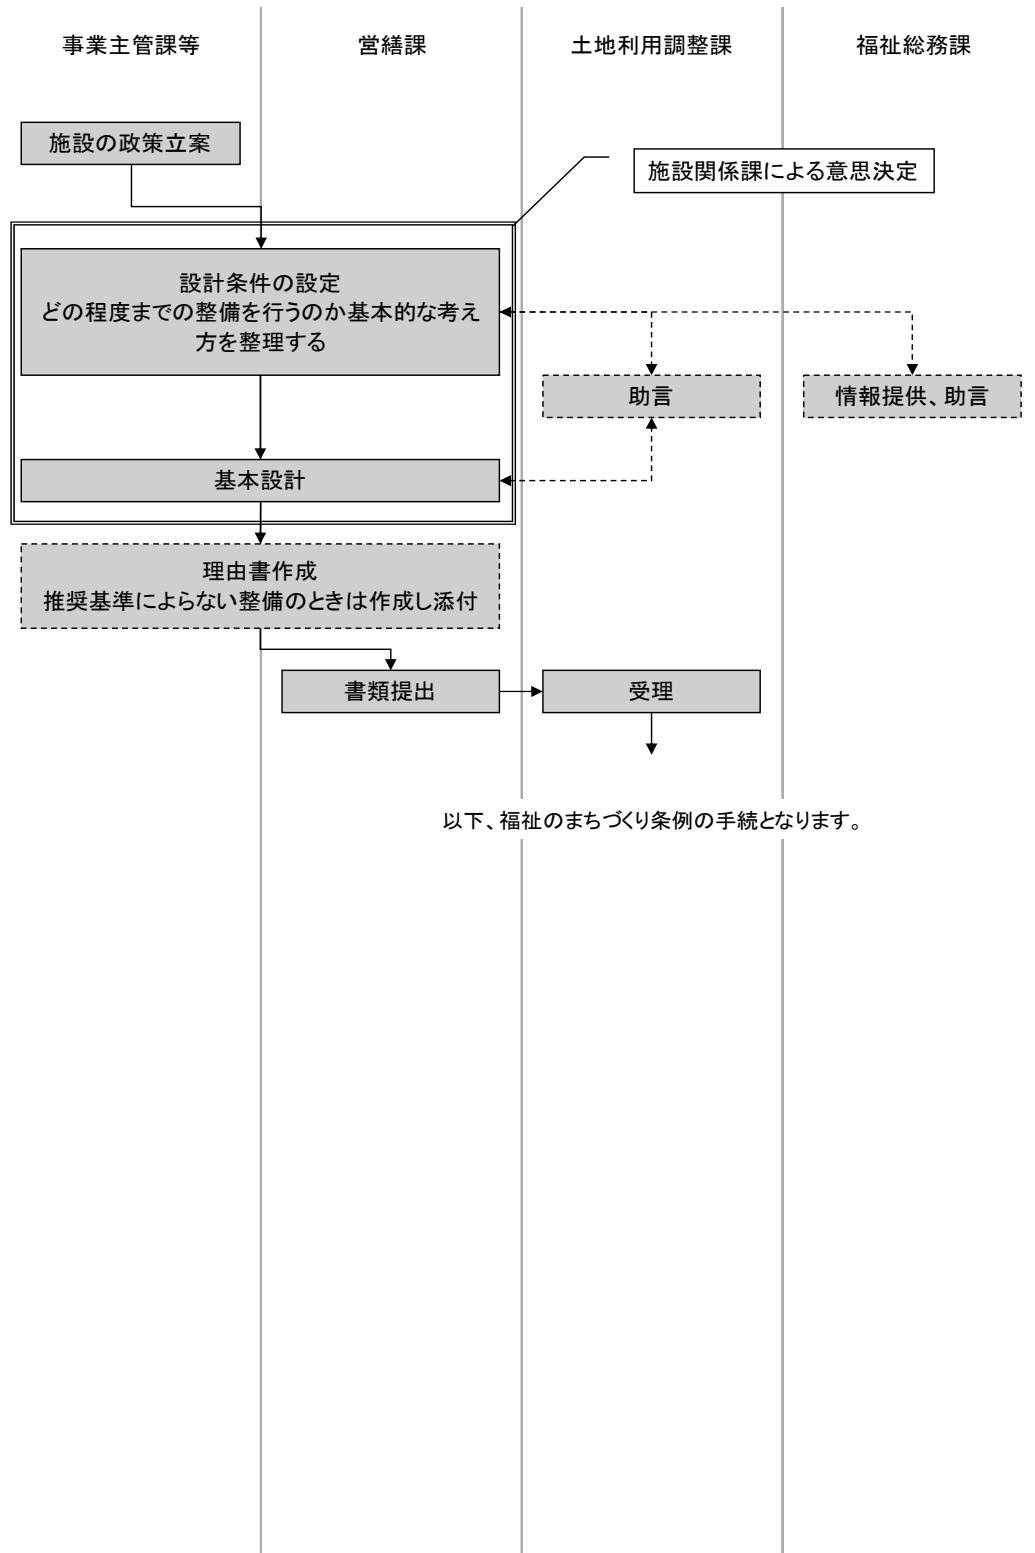 事業主管課等
営繕課
土地利用調整課
福祉総務課
施設の政策立案
施設関係課による意思決定
設計条件の設定
どの程度までの整備を行うのか基本的な考え
方を整理する
助言
情報提供、助言
基本設計
理由書作成
推奨基準によらない整備のときは作成し添付
書類提出
受理
以下、福祉のまちづくり条例の手続となります。